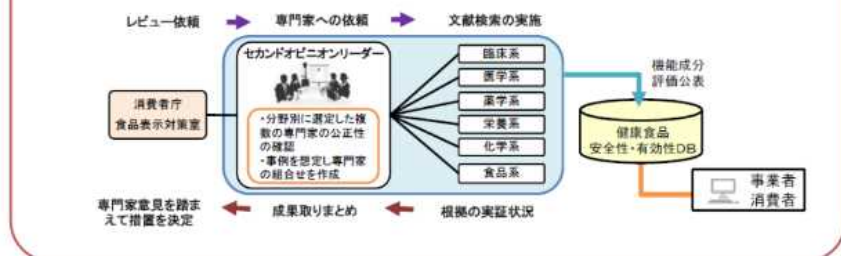 レビュー依頼
専門家への依頼
文献検索の実施
セカンドオピニオンリーダー
・分野別に選定した複
数の専門家の公正性
の確認
・事例を想定し専門家
の組合せを作成
消費者庁
食品表示対策室
臨床系
医学系
薬学系
栄養系
化学系
食品系
機能成分
評価公表
健康食品
安全性・有効性DB
事業者
消費者
専門家意見を踏ま
えて措置を決定
成果取りまとめ
根拠の実証状況